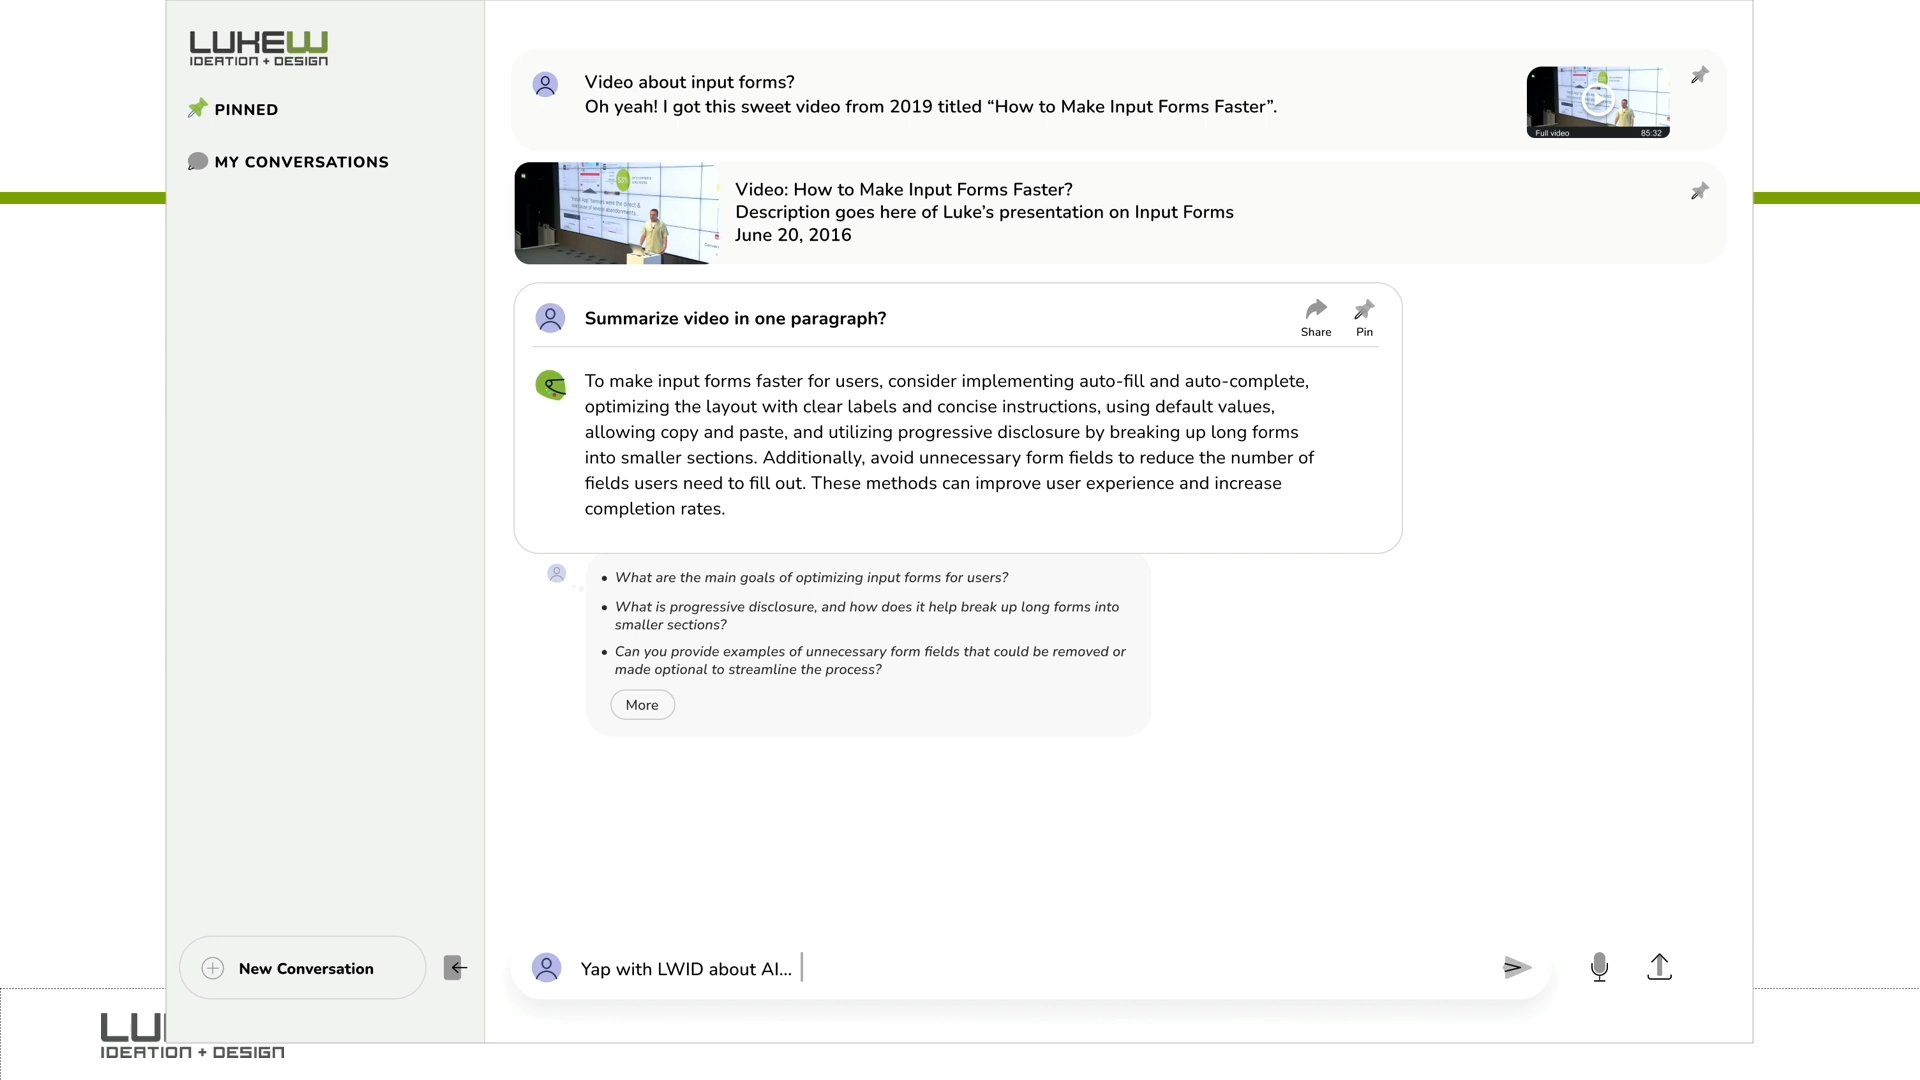 LUKEW
IDEATION + DESIGN
PINNED
MY CONVERSATIONS
New Conversation
Video about input forms?
Oh yeah! I got this sweet video from 2019 titled “How to Make Input Forms Faster”.
Full video 85:32
Video: How to Make Input Forms Faster?
Description goes here of Luke’s presentation on Input Forms
June 20, 2016
Summarize video in one paragraph?
Share
Pin
To make input forms faster for users, consider implementing auto-fill and auto-complete,
optimizing the layout with clear labels and concise instructions, using default values,
allowing copy and paste, and utilizing progressive disclosure by breaking up long forms
into smaller sections. Additionally, avoid unnecessary form fields to reduce the number of
fields users need to fill out. These methods can improve user experience and increase
completion rates.
• What are the main goals of optimizing input forms for users?
• What is progressive disclosure, and how does it help break up long forms into
smaller sections?
• Can you provide examples of unnecessary form fields that could be removed or
made optional to streamline the process?
More
Yap with LWID about AI...
LU
IDEATION + DESIGN